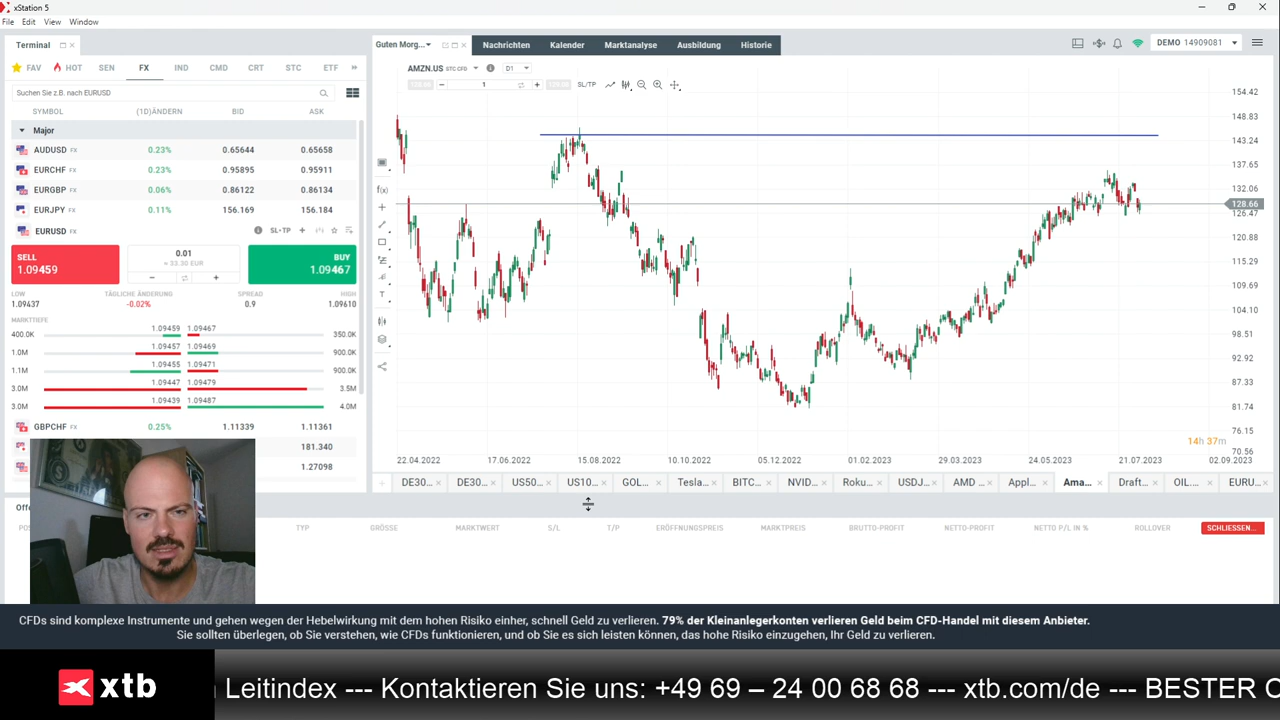 xStation 5
File Edit View Window
Terminal
FAV HOT SEN FX IND CMD CRT STC ETF
Suchen Sie z.B. nach EURUSD
SYMBOL (1D)ÄNDERN BID ASK
Major
AUDUSD FX 0.23% 0.65644 0.65658
EURCHF FX 0.23% 0.95895 0.95911
EURGBP FX 0.06% 0.86122 0.86134
EURJPY FX 0.11% 156.169 156.184
EURUSD SL•TP
SELL 1.09459
0.01
≈ 33.30 EUR
BUY 1.09467
LOW TÄGLICHE ÄNDERUNG SPREAD HIGH
1.09437 -0.02% 0.9 1.09610
MARKTTIEFE
400.0K 1.09459 1.09467 350.0K
1.0M 1.09457 1.09469 900.0K
1.1M 1.09455 1.09471 900.0K
3.0M 1.09447 1.09479 3.5M
3.0M 1.09439 1.09487 4.0M
GBPCHF FX 0.25% 1.11339 1.11361
181.340
1.27098
Guten Morg...
Nachrichten Kalender Marktanalyse Ausbildung Historie
DEMO 14909081
AMZN.US STC CFD D1
1 SL/TP
154.42
148.83
143.24
137.65
132.06
128.66
126.47
120.88
115.29
109.69
104.10
98.51
92.92
87.33
81.74
76.15
70.56
14h 37m
22.04.2022 17.06.2022 15.08.2022 10.10.2022 05.12.2022 01.02.2023 29.03.2023 24.05.2023 21.07.2023 02.09.2023
DE30... DE30... US50... US10... GOL... Tesla... BITC... NVID... Roku... USDJ... AMD ... Appl... Ama... Draft... OIL.... EURU...
TYP GRÖSSE MARKTWERT S/L T/P ERÖFFNUNGSPREIS MARKTPREIS BRUTTO-PROFIT NETTO-PROFIT NETTO P/L IN % ROLLOVER SCHLIESSEN...
CFDs sind komplexe Instrumente und gehen wegen der Hebelwirkung mit dem hohen Risiko einher, schnell Geld zu verlieren. 79% der Kleinanlegerkonten verlieren Geld beim CFD-Handel mit diesem Anbieter.
Sie sollten überlegen, ob Sie verstehen, wie CFDs funktionieren, und ob Sie es sich leisten können, das hohe Risiko einzugehen, Ihr Geld zu verlieren.
xtb
Leitindex --- Kontaktieren Sie uns: +49 69 – 24 00 68 68 --- xtb.com/de --- BESTER